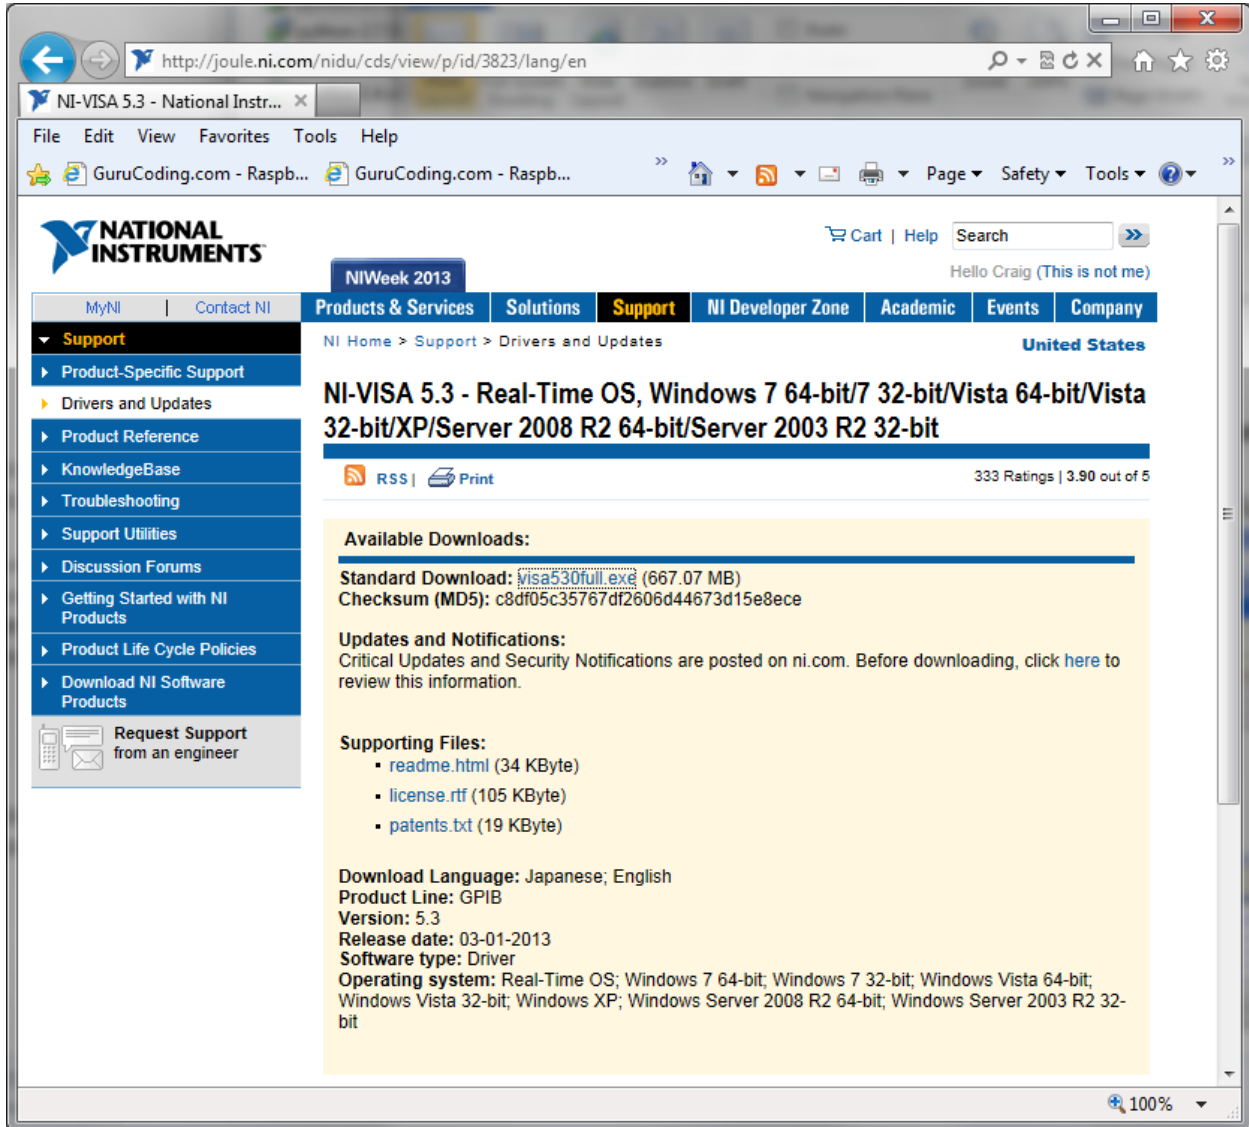 http://joule.ni.com/nidu/cds/view/p/id/3823/lang/en
NI-VISA 5.3 - National Instr...
File Edit View Favorites Tools Help
GuruCoding.com - Raspb... GuruCoding.com - Raspb... Page Safety Tools
NATIONAL
INSTRUMENTS
Cart | Help Search
NIWeek 2013
Hello Craig (This is not me)
MyNI | Contact NI
Products & Services Solutions Support NI Developer Zone Academic Events Company
Support
Product-Specific Support
Drivers and Updates
Product Reference
KnowledgeBase
Troubleshooting
Support Utilities
Discussion Forums
Getting Started with NI
Products
Product Life Cycle Policies
Download NI Software
Products
Request Support
from an engineer
NI Home > Support > Drivers and Updates
United States
NI-VISA 5.3 - Real-Time OS, Windows 7 64-bit/7 32-bit/Vista 64-bit/Vista
32-bit/XP/Server 2008 R2 64-bit/Server 2003 R2 32-bit
RSS | Print
333 Ratings | 3.90 out of 5
Available Downloads:
Standard Download: visa530full.exe (667.07 MB)
Checksum (MD5): c8df05c35767df2606d44673d15e8ece
Updates and Notifications:
Critical Updates and Security Notifications are posted on ni.com. Before downloading, click here to
review this information.
Supporting Files:
readme.html (34 KByte)
license.rtf (105 KByte)
patents.txt (19 KByte)
Download Language: Japanese; English
Product Line: GPIB
Version: 5.3
Release date: 03-01-2013
Software type: Driver
Operating system: Real-Time OS; Windows 7 64-bit; Windows 7 32-bit; Windows Vista 64-bit;
Windows Vista 32-bit; Windows XP; Windows Server 2008 R2 64-bit; Windows Server 2003 R2 32-
bit
100%